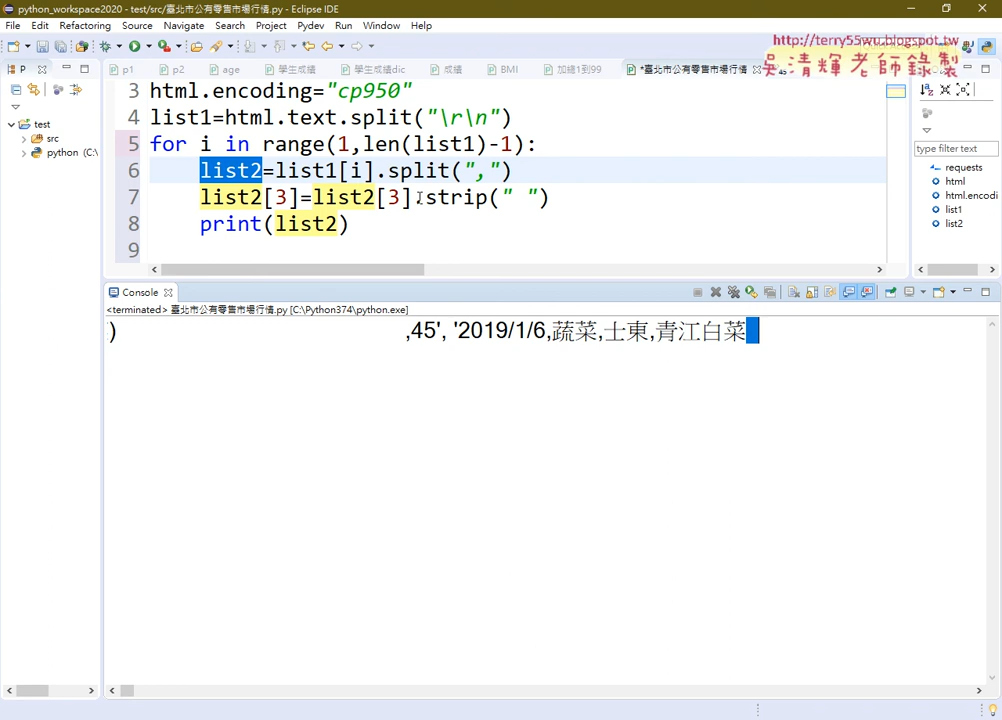 python_workspace2020 - test/src/臺北市公有零售市場行情.py - Eclipse IDE
File Edit Refactoring Source Navigate Search Project Pydev Run Window Help
http://terry55wu.blogspot.tw
吳清輝老師錄製
P
p1 p2 age 學生成績 學生成績dic 成績 BMI 加總1到99 *臺北市公有零售市場行情
test
src
python (C:\
3 html.encoding="cp950"
4 list1=html.text.split("\r\n")
5 for i in range(1,len(list1)-1):
6 list2=list1[i].split(",")
7 list2[3]=list2[3].strip(" ")
8 print(list2)
9
type filter text
requests
html
html.encodi
list1
list2
Console
<terminated> 臺北市公有零售市場行情.py [C:\Python374\python.exe]
) ,45', '2019/1/6,蔬菜,士東,青江白菜